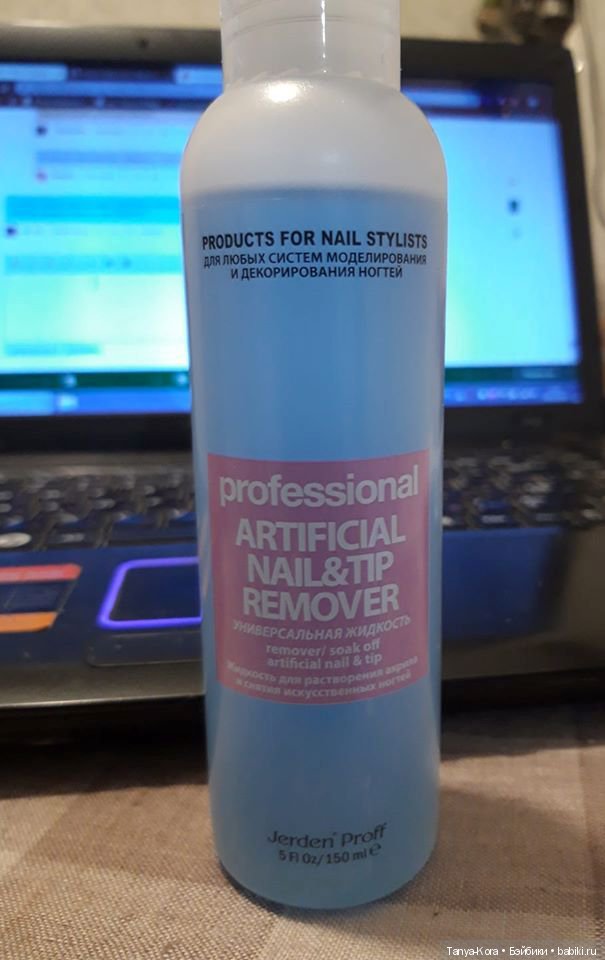 PRODUCTS FOR NAIL STYLISTS
ДЛЯ ЛЮБЫХ СИСТЕМ МОДЕЛИРОВАНИЯ
И ДЕКОРИРОВАНИЯ НОГТЕЙ
professional
ARTIFICIAL
NAIL&TIP
REMOVER
УНИВЕРСАЛЬНАЯ ЖИДКОСТЬ
remover/ soak off
artificial nail & tip
Жидкость для растворения акрила
и снятия искусственных ногтей
Jerden Proff
5 Fl Oz/ 150 ml e
Tanya-Kora • Бэйбики • babiki.ru